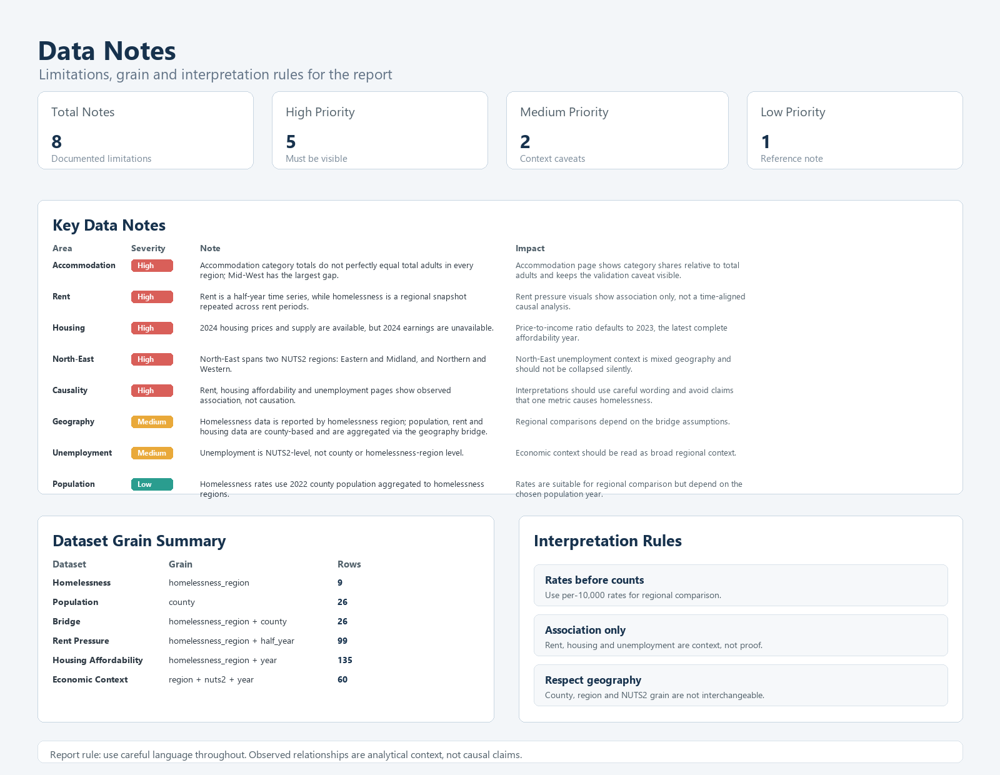 Data Notes
Limitations, grain and interpretation rules for the report
Total Notes
8
Documented limitations
High Priority
5
Must be visible
Medium Priority
2
Context caveats
Low Priority
1
Reference note
Key Data Notes
Area Severity Note Impact
Accommodation High Accommodation category totals do not perfectly equal total adults in every Accommodation page shows category shares relative to total
region; Mid-West has the largest gap. adults and keeps the validation caveat visible.
Rent High Rent is a half-year time series, while homelessness is a regional snapshot Rent pressure visuals show association only, not a time-aligned
repeated across rent periods. causal analysis.
Housing High 2024 housing prices and supply are available, but 2024 earnings are unavailable. Price-to-income ratio defaults to 2023, the latest complete
affordability year.
North-East High North-East spans two NUTS2 regions: Eastern and Midland, and Northern and North-East unemployment context is mixed geography and
Western. should not be collapsed silently.
Causality High Rent, housing affordability and unemployment pages show observed Interpretations should use careful wording and avoid claims
association, not causation. that one metric causes homelessness.
Geography Medium Homelessness data is reported by homelessness region; population, rent and Regional comparisons depend on the bridge assumptions.
housing data are county-based and are aggregated via the geography bridge.
Unemployment Medium Unemployment is NUTS2-level, not county or homelessness-region level. Economic context should be read as broad regional context.
Population Low Homelessness rates use 2022 county population aggregated to homelessness Rates are suitable for regional comparison but depend on the
regions. chosen population year.
Dataset Grain Summary
Dataset Grain Rows
Homelessness homelessness_region 9
Population county 26
Bridge homelessness_region + county 26
Rent Pressure homelessness_region + half_year 99
Housing Affordability homelessness_region + year 135
Economic Context region + nuts2 + year 60
Interpretation Rules
Rates before counts
Use per-10,000 rates for regional comparison.
Association only
Rent, housing and unemployment are context, not proof.
Respect geography
County, region and NUTS2 grain are not interchangeable.
Report rule: use careful language throughout. Observed relationships are analytical context, not causal claims.